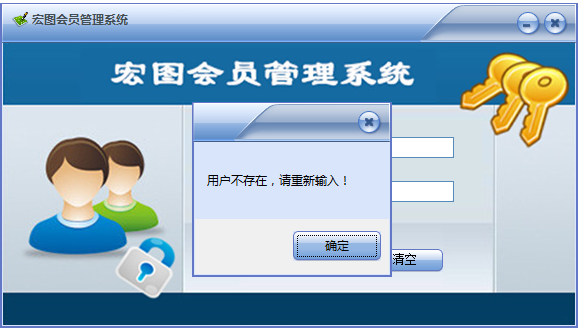 宏图会员管理系统
宏图会员管理系统
用户不存在，请重新输入！
确定
清空